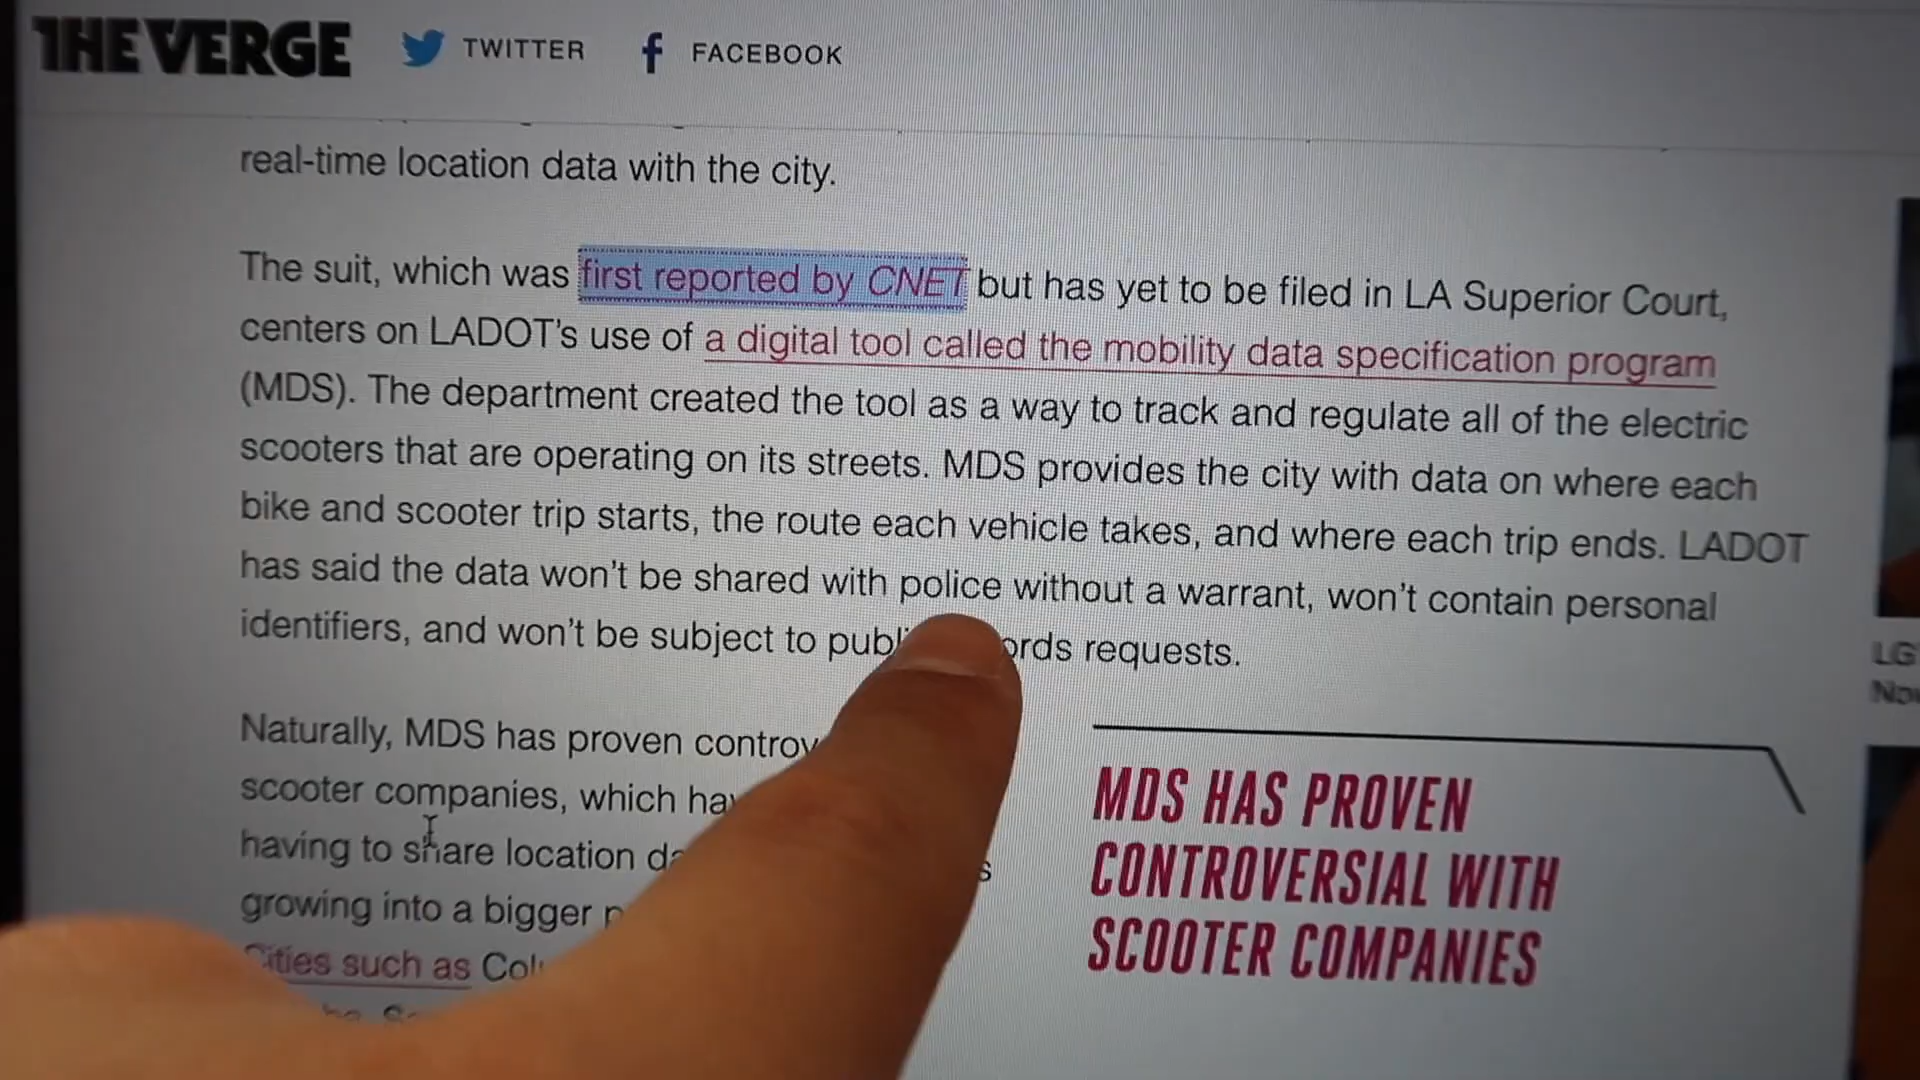 THE VERGE TWITTER FACEBOOK
real-time location data with the city.
The suit, which was first reported by CNET but has yet to be filed in LA Superior Court,
centers on LADOT's use of a digital tool called the mobility data specification program
(MDS). The department created the tool as a way to track and regulate all of the electric
scooters that are operating on its streets. MDS provides the city with data on where each
bike and scooter trip starts, the route each vehicle takes, and where each trip ends. LADOT
has said the data won't be shared with police without a warrant, won't contain personal
identifiers, and won't be subject to requests.
Naturally, MDS has proven
scooter companies, which
having to share location
growing into a bigger
Cities such as
MDS HAS PROVEN
CONTROVERSIAL WITH
SCOOTER COMPANIES
LG